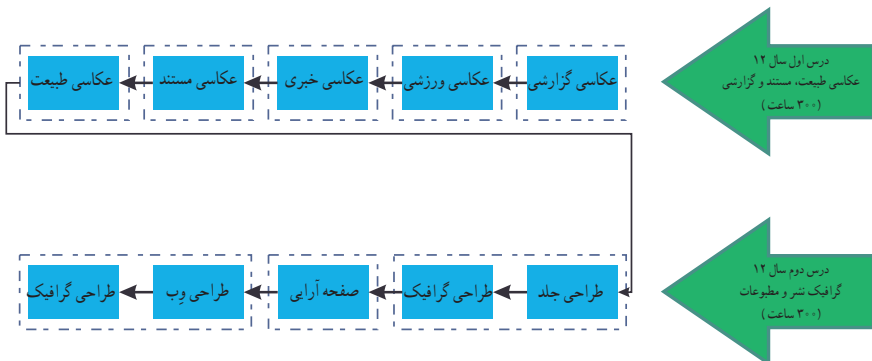 درس اول سال ۱۲
عکاسی طبیعت، مستند و گزارشی
(۳۰۰ ساعت)
عکاسی گزارشی
عکاسی ورزشی
عکاسی خبری
عکاسی مستند
عکاسی طبیعت
درس دوم سال ۱۲
گرافیک نشر و مطبوعات
(۳۰۰ ساعت)
طراحی جلد
طراحی گرافیک
صفحه آرایی
طراحی وِب
طراحی گرافیک